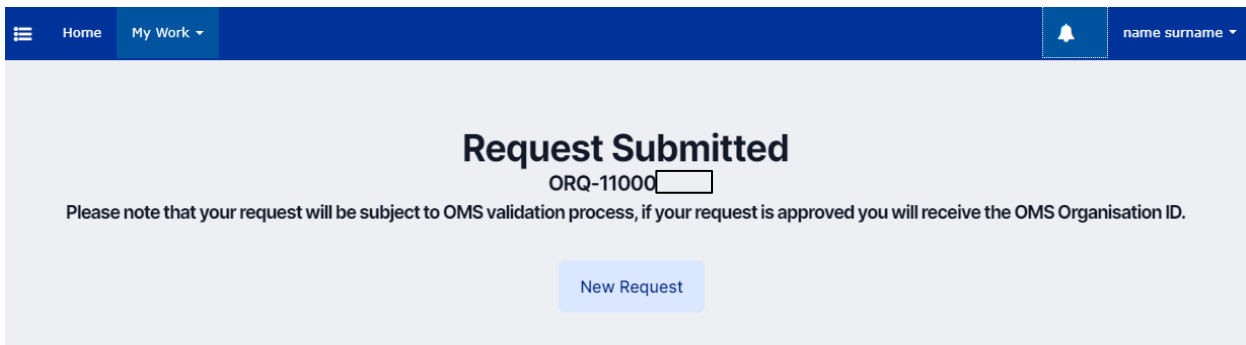 Home My Work name surname
Request Submitted
ORQ-11000
Please note that your request will be subject to OMS validation process, if your request is approved you will receive the OMS Organisation ID.
New Request